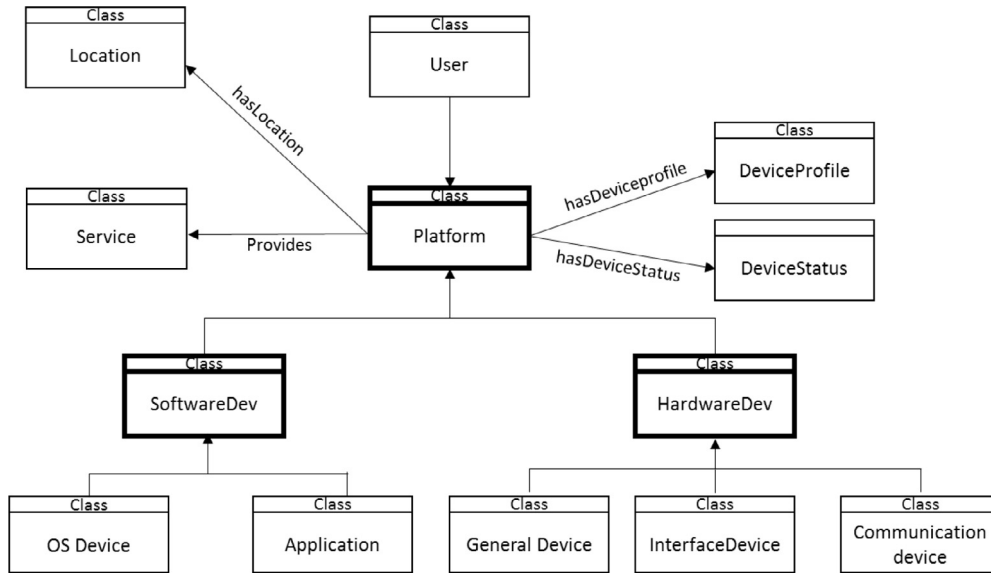 Class
Location
Class
User
hasLocation
Class
DeviceProfile
hasDeviceprofile
Class
Service
Provides
Class
Platform
hasDeviceStatus
DeviceStatus
Class
SoftwareDev
Class
HardwareDev
Class
OS Device
Class
Application
Class
General Device
Class
InterfaceDevice
Class
Communication
device